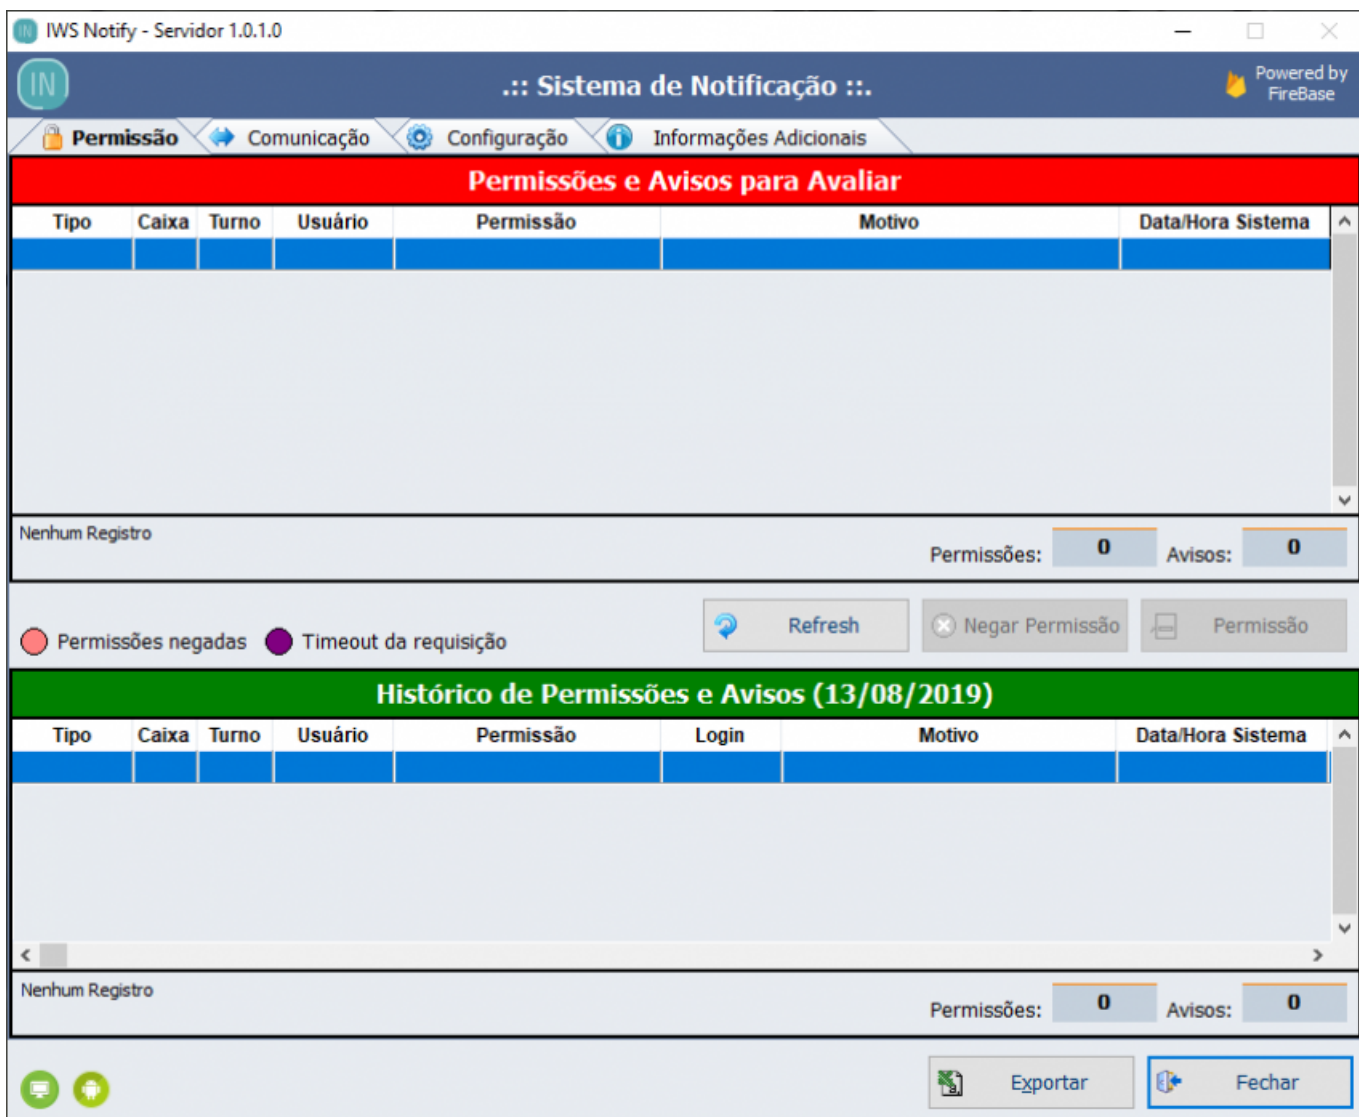 IN IWS Notify - Servidor 1.0.1.0
IN .:: Sistema de Notificação ::. Powered by
FireBase
Permissão Comunicação Configuração Informações Adicionais
Permissões e Avisos para Avaliar
Tipo Caixa Turno Usuário Permissão Motivo Data/Hora Sistema
Nenhum Registro
Permissões: 0 Avisos: 0
Permissões negadas Timeout da requisição Refresh Negar Permissão Permissão
Histórico de Permissões e Avisos (13/08/2019)
Tipo Caixa Turno Usuário Permissão Login Motivo Data/Hora Sistema
Nenhum Registro
Permissões: 0 Avisos: 0
Exportar Fechar